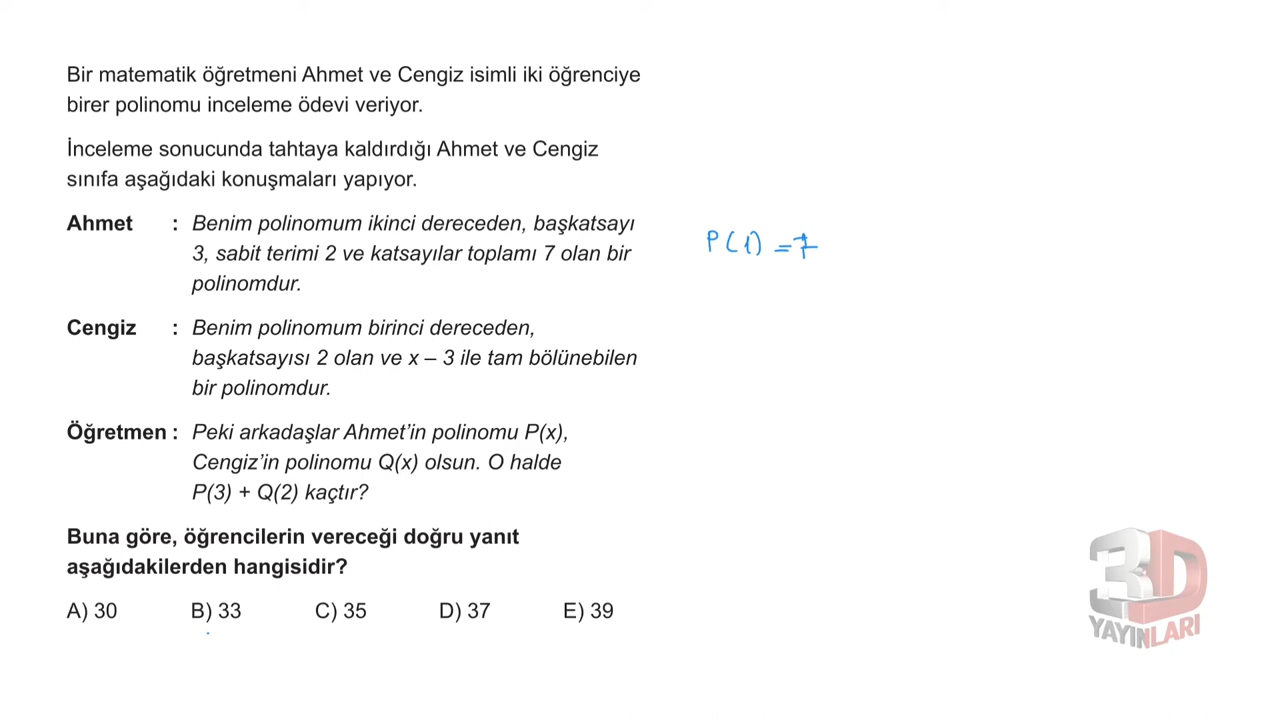 Bir matematik öğretmeni Ahmet ve Cengiz isimli iki öğrenciye
birer polinomu inceleme ödevi veriyor.
İnceleme sonucunda tahtaya kaldırdığı Ahmet ve Cengiz
sınıfa aşağıdaki konuşmaları yapıyor.
Ahmet : Benim polinomum ikinci dereceden, başkatsayı
3, sabit terimi 2 ve katsayılar toplamı 7 olan bir
polinomdur.
P(1) = 7
Cengiz : Benim polinomum birinci dereceden,
başkatsayısı 2 olan ve x – 3 ile tam bölünebilen
bir polinomdur.
Öğretmen : Peki arkadaşlar Ahmet’in polinomu P(x),
Cengiz’in polinomu Q(x) olsun. O halde
P(3) + Q(2) kaçtır?
Buna göre, öğrencilerin vereceği doğru yanıt
aşağıdakilerden hangisidir?
A) 30 B) 33 C) 35 D) 37 E) 39
3D
YAYINLARI